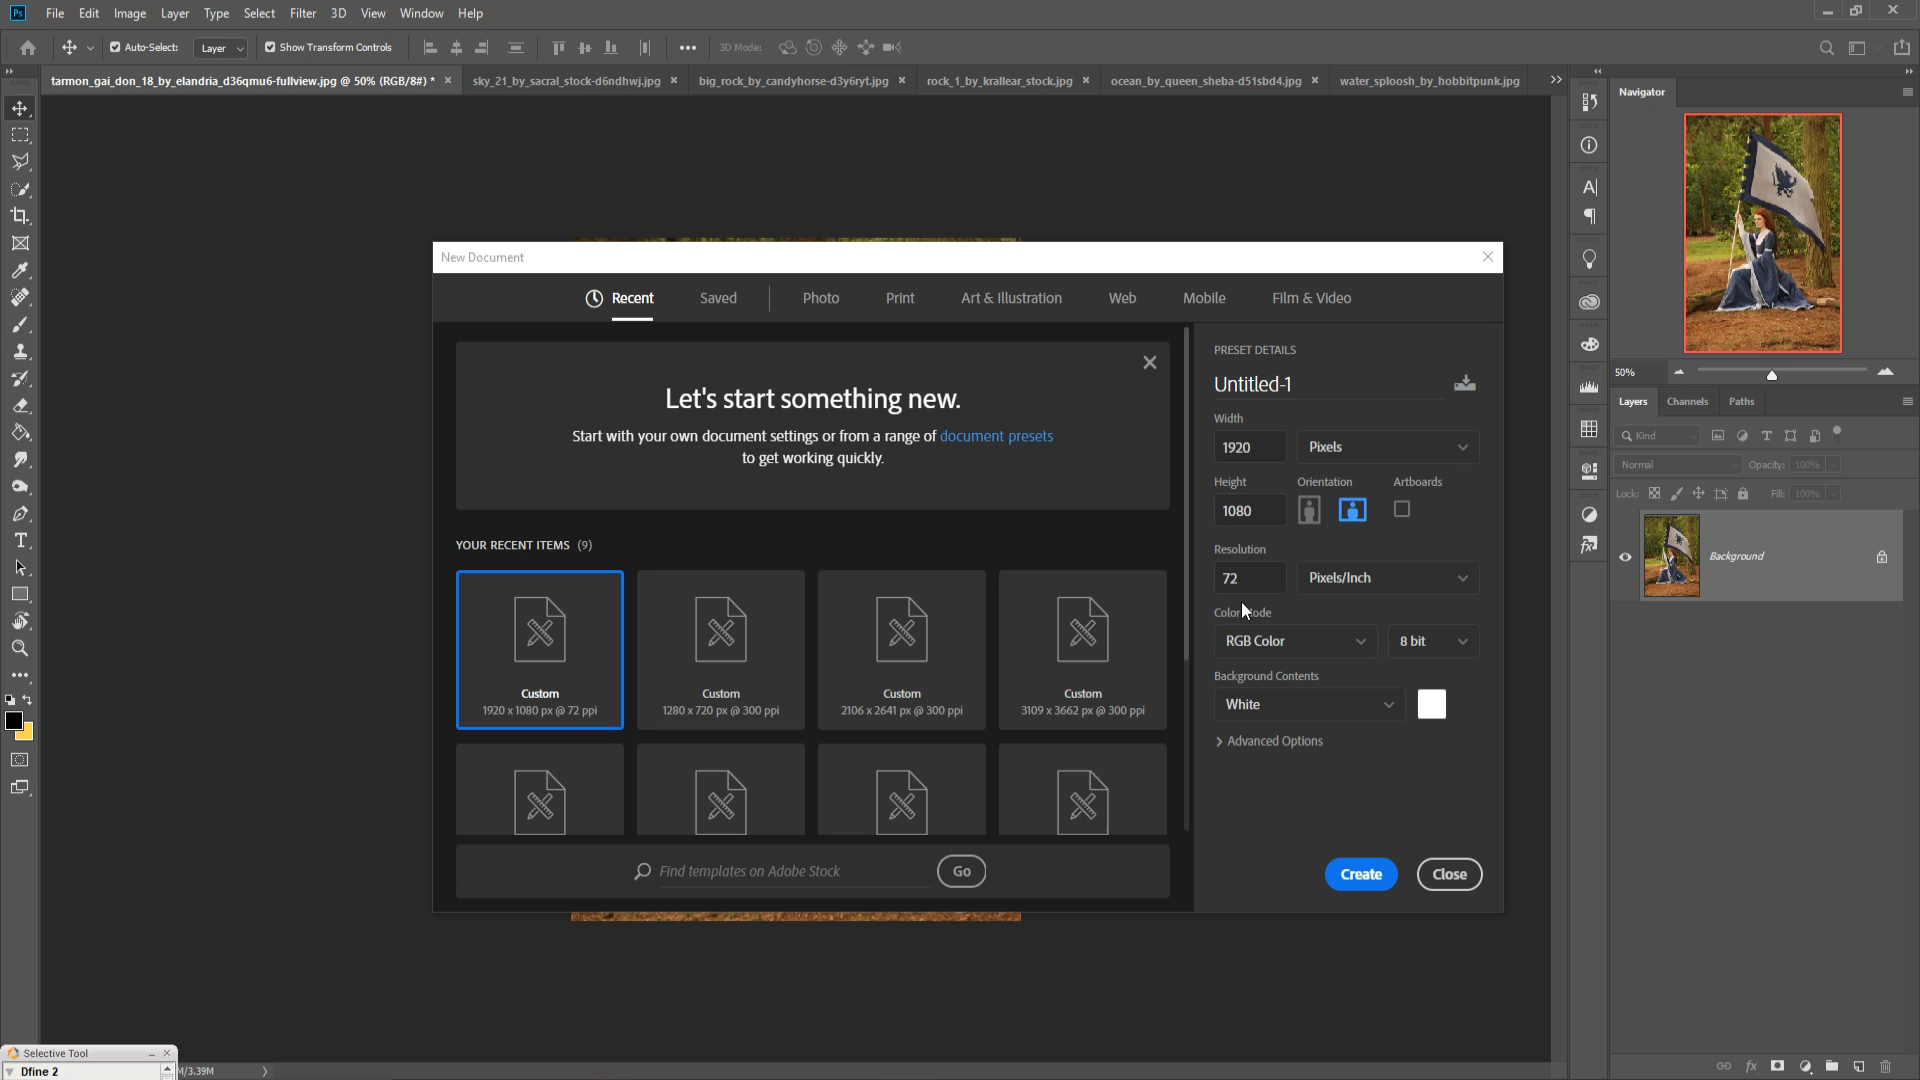 Ps File Edit Image Layer Type Select Filter 3D View Window Help
Auto-Select: Layer Show Transform Controls 3D Mode:
tarmon_gai_don_18_by_elandria_d36qmu6-fullview.jpg @ 50% (RGB/8#) * × sky_21_by_sacral_stock-d6ndhwj.jpg × big_rock_by_candyhorse-d3y6ryt.jpg × rock_1_by_krallear_stock.jpg × ocean_by_queen_sheba-d51sbd4.jpg × water_sploosh_by_hobbitpunk.jpg
Navigator
50%
Layers Channels Paths
Kind
Normal Opacity: 100%
Lock: Fill: 100%
Background
New Document
Recent Saved Photo Print Art & Illustration Web Mobile Film & Video
Let's start something new.
Start with your own document settings or from a range of document presets
to get working quickly.
YOUR RECENT ITEMS (9)
Custom
1920 x 1080 px @ 72 ppi
Custom
1280 x 720 px @ 300 ppi
Custom
2106 x 2641 px @ 300 ppi
Custom
3109 x 3662 px @ 300 ppi
Find templates on Adobe Stock Go
PRESET DETAILS
Untitled-1
Width
1920 Pixels
Height Orientation Artboards
1080
Resolution
72 Pixels/Inch
RGB Color 8 bit
Background Contents
White
Advanced Options
Create Close
Selective Tool
Dfine 2
M/3.39M